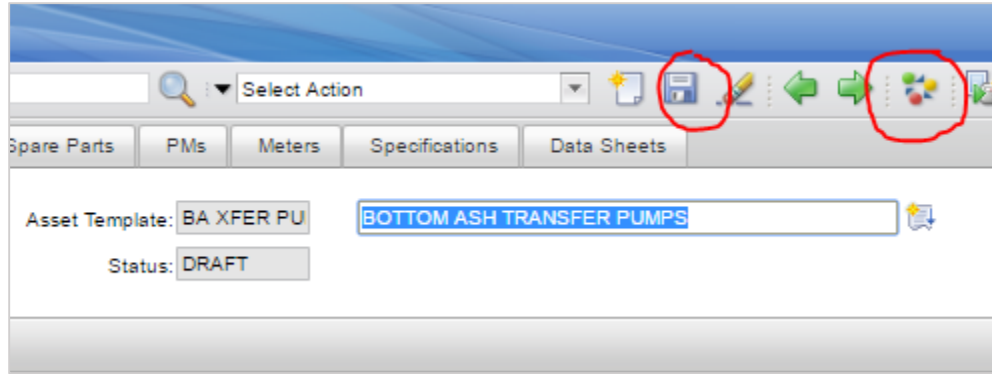 Select Action
Spare Parts PMs Meters Specifications Data Sheets
Asset Template: BA XFER PU BOTTOM ASH TRANSFER PUMPS
Status: DRAFT